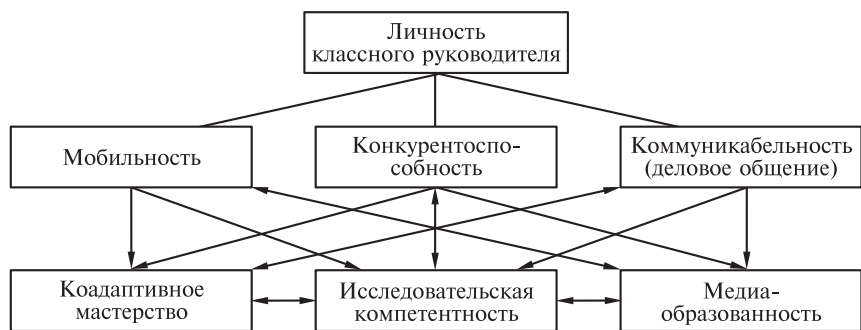 Личность
классного руководителя
Мобильность
Конкурентоспо-
собность
Коммуникабельность
(деловое общение)
Коадаптивное
мастерство
Исследовательская
компетентность
Медиа-
образованность